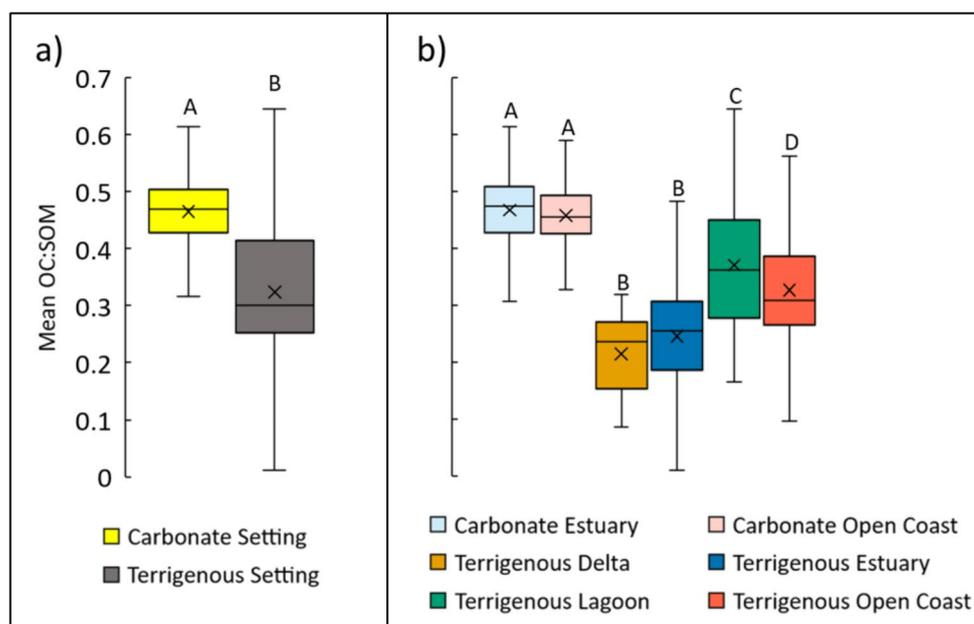 a)
0.7
0.6
0.5
0.4
0.3
0.2
0.1
0
Mean OC:SOM
A
B
Carbonate Setting
Terrigenous Setting
b)
A
A
B
B
C
D
Carbonate Estuary
Carbonate Open Coast
Terrigenous Delta
Terrigenous Estuary
Terrigenous Lagoon
Terrigenous Open Coast